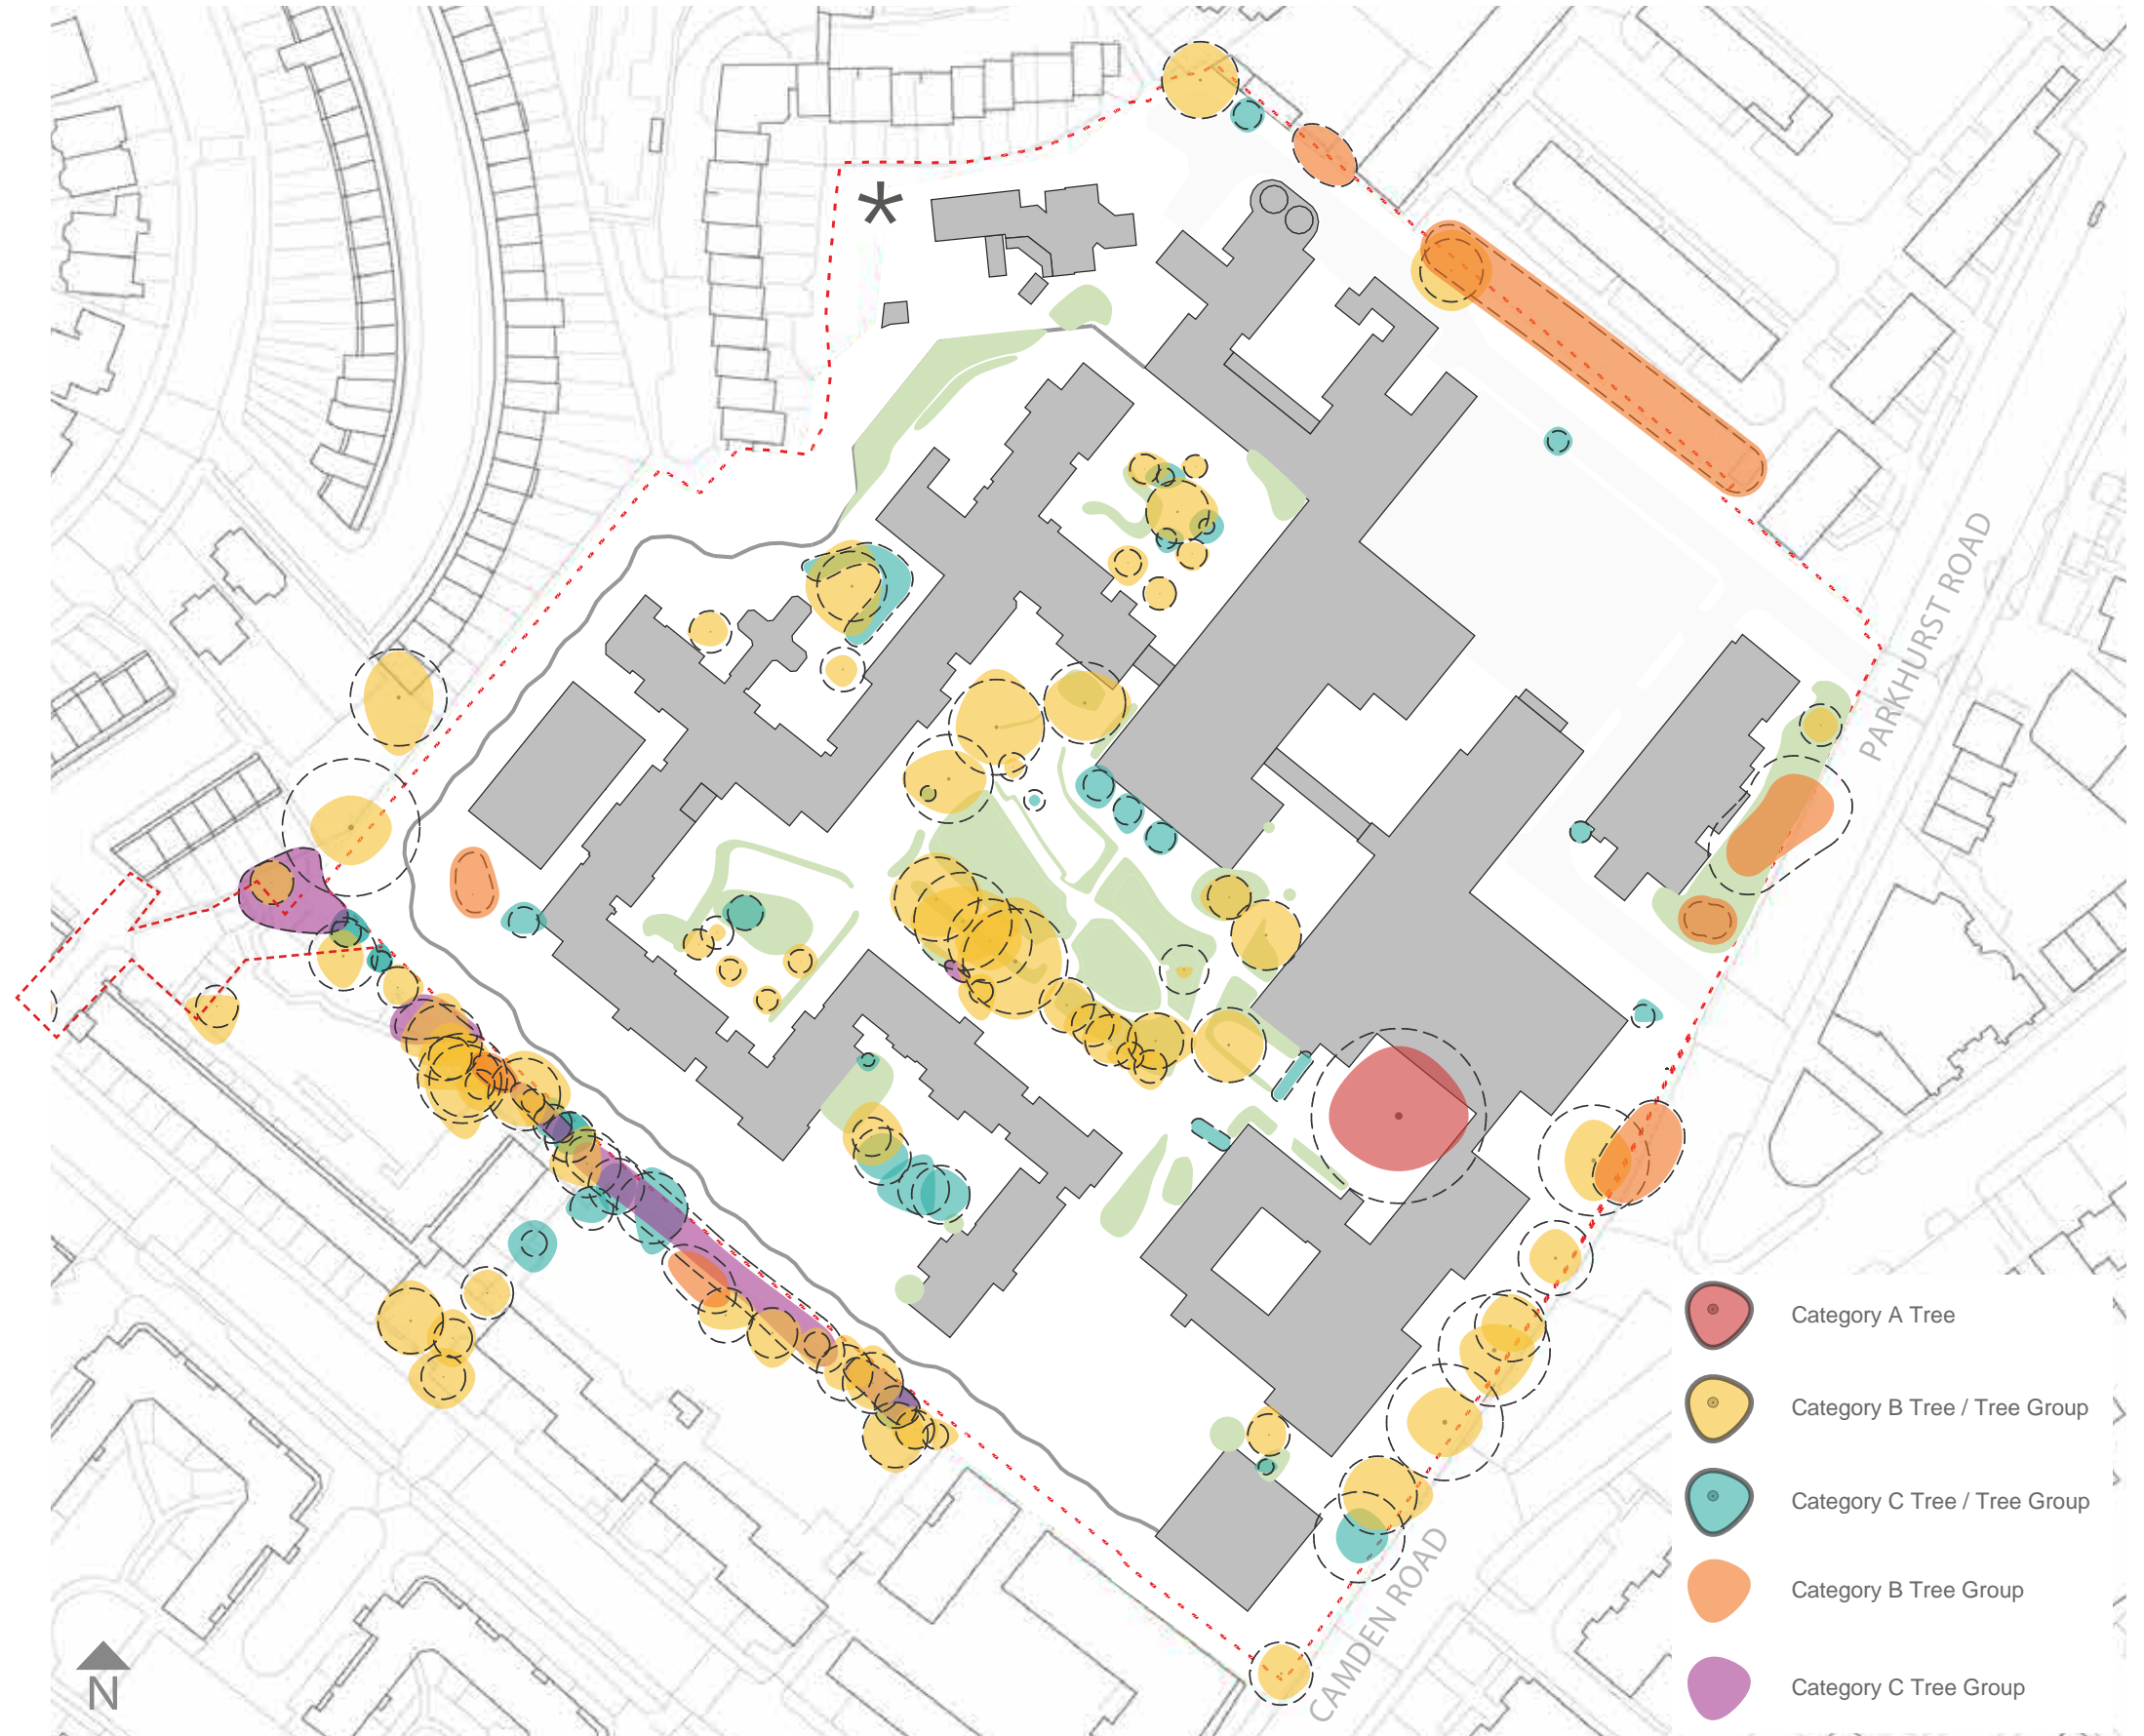 *
PARKHURST ROAD
Category A Tree
Category B Tree / Tree Group
Category C Tree / Tree Group
Category B Tree Group
Category C Tree Group
CAMDEN ROAD
N